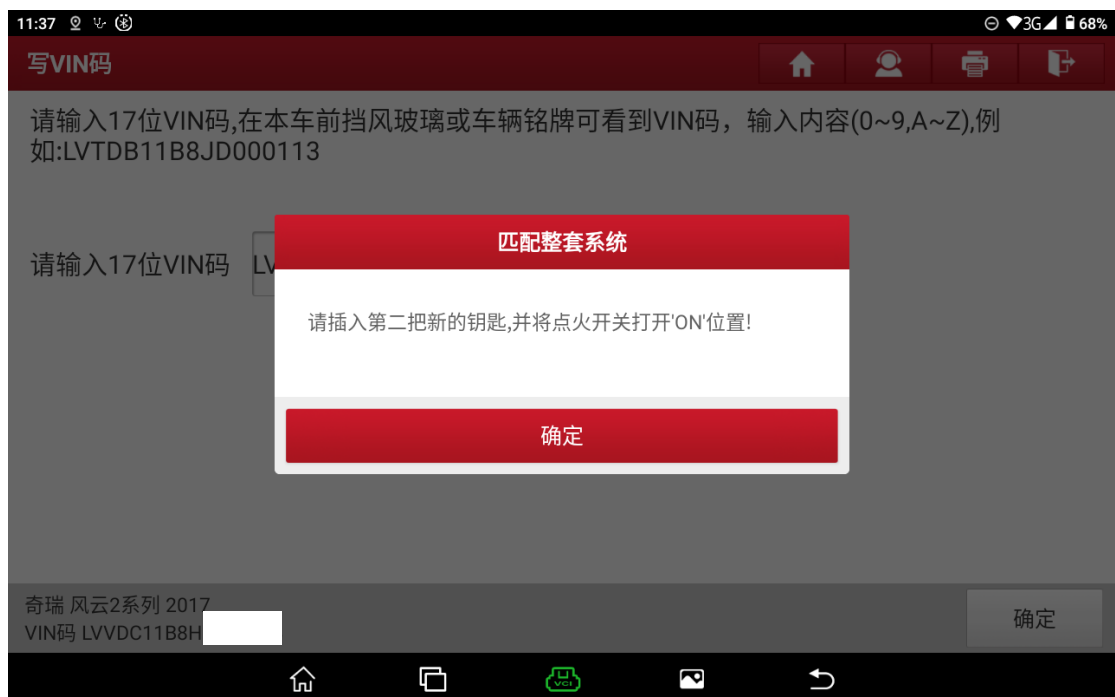 11:37
3G 68%
写VIN码
请输入17位VIN码,在本车前挡风玻璃或车辆铭牌可看到VIN码，输入内容(0~9,A~Z),例
如:LVTDB11B8JD000113
匹配整套系统
请输入17位VIN码 LV
请插入第二把新的钥匙,并将点火开关打开'ON'位置!
确定
奇瑞 风云2系列 2017
VIN码 LVVDC11B8H
确定
VCI